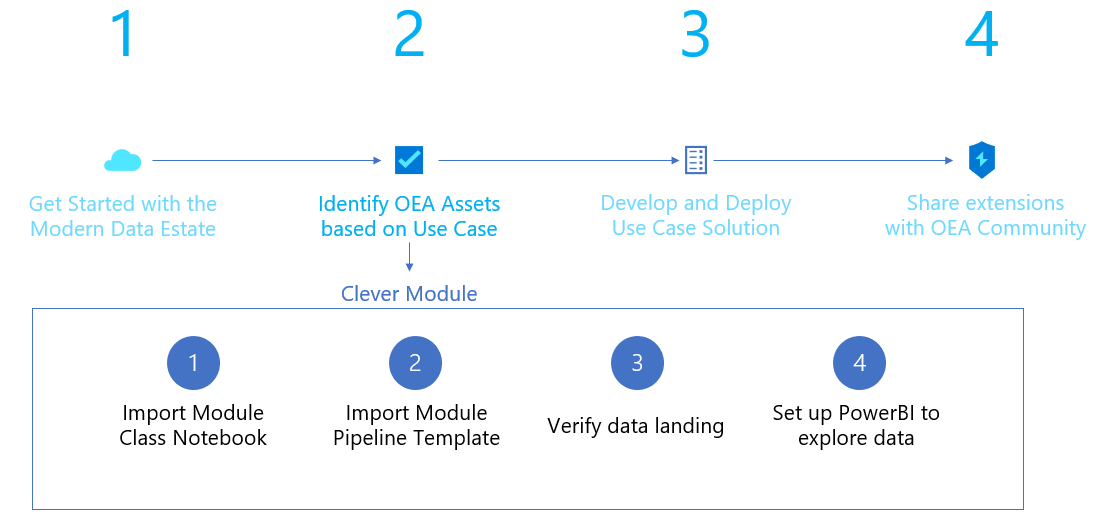 1
2
3
4
Get Started with the
Modern Data Estate
Identify OEA Assets
based on Use Case
Develop and Deploy
Use Case Solution
Share extensions
with OEA Community
Clever Module
1
2
3
4
Import Module
Class Notebook
Import Module
Pipeline Template
Verify data landing
Set up PowerBI to
explore data